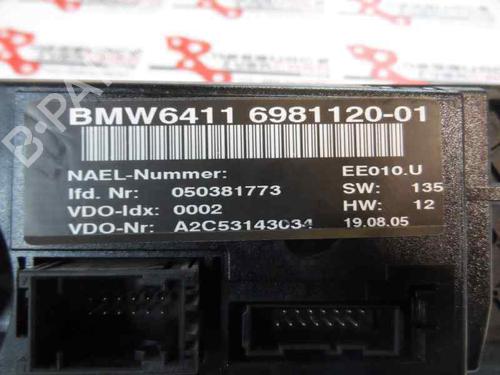 BMW6411 6981120-01
NAEL-Nummer: EE010.U
lfd. Nr: 050381773 SW: 135
VDO-Idx: 0002 HW: 12
VDO-Nr: A2C53143034 19.08.05
B-PARTS